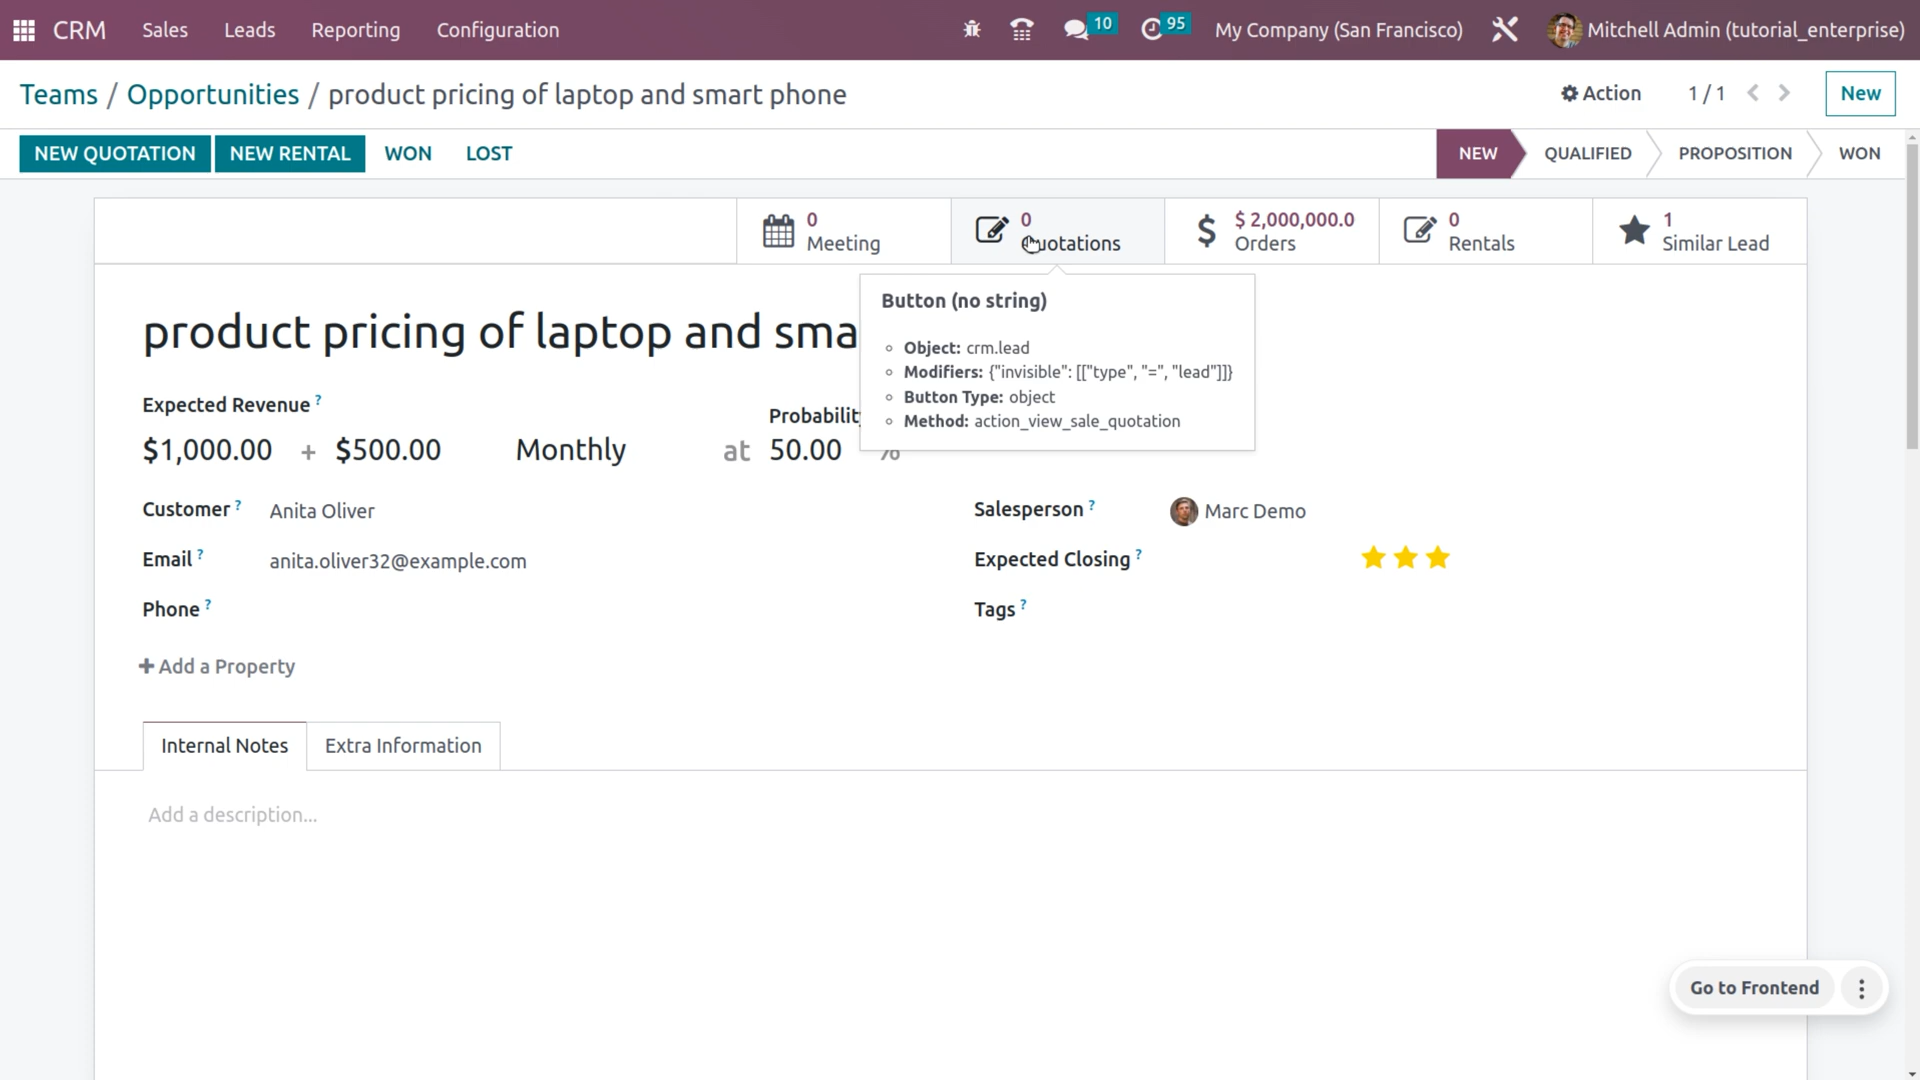 CRM Sales Leads Reporting Configuration 10 95 My Company (San Francisco) Mitchell Admin (tutorial_enterprise)
Teams / Opportunities / product pricing of laptop and smart phone Action 1 / 1 New
NEW QUOTATION NEW RENTAL WON LOST NEW QUALIFIED PROPOSITION WON
0 0 $ 2,000,000.0 0 1
Meeting Quotations Orders Rentals Similar Lead
Button (no string)
product pricing of laptop and sma
Object: crm.lead
Modifiers: {"invisible": [["type", "=", "lead"]]}
Button Type: object
Method: action_view_sale_quotation
Expected Revenue ? Probability
$1,000.00 + $500.00 Monthly at 50.00 %
Customer ? Anita Oliver Salesperson ? Marc Demo
Email ? anita.oliver32@example.com Expected Closing ?
Phone ? Tags ?
+ Add a Property
Internal Notes Extra Information
Add a description...
Go to Frontend